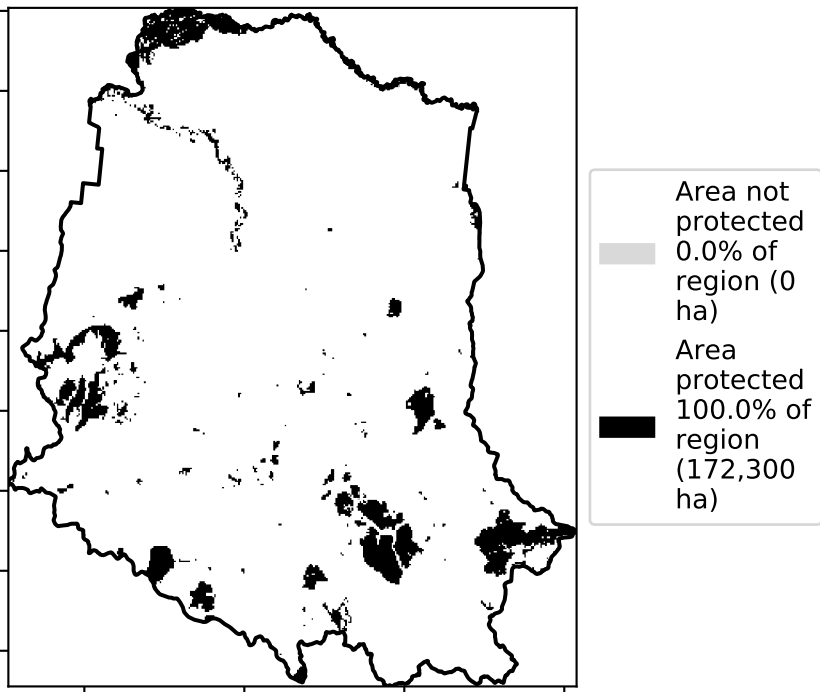 Area not
protected
0.0% of
region (0
ha)
Area
protected
100.0% of
region
(172,300
ha)